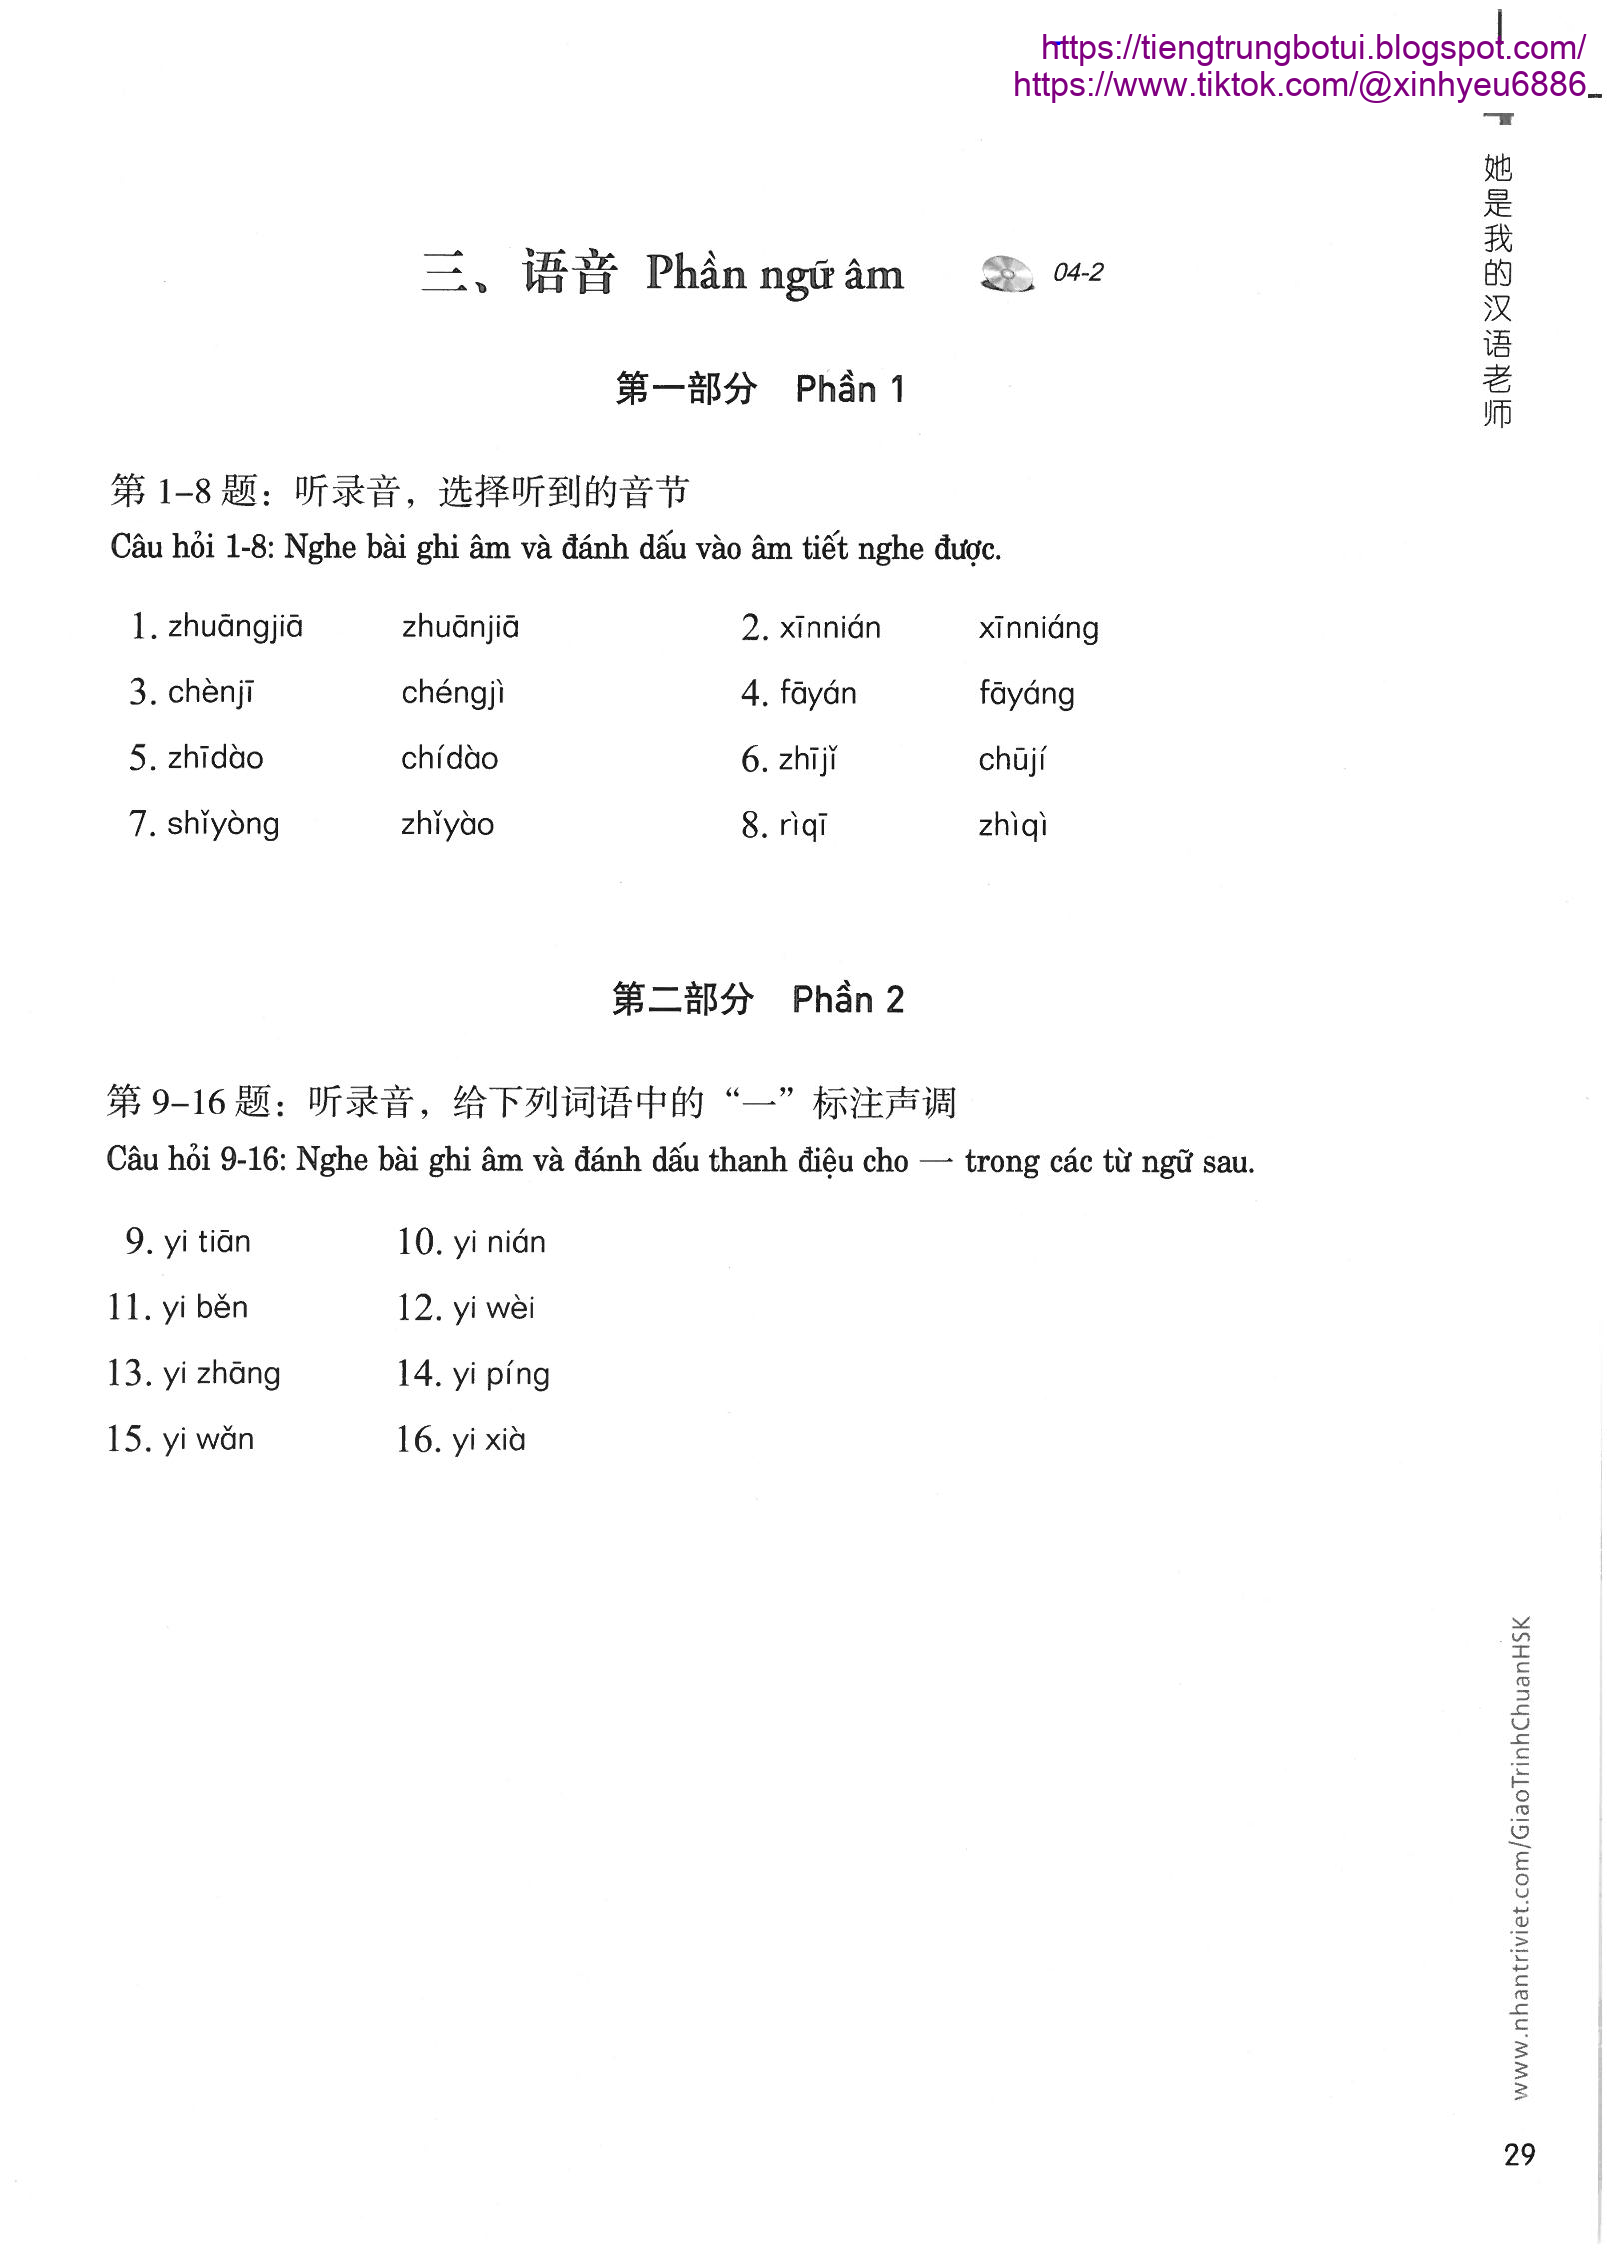 https://tiengtrungbotui.blogspot.com/
https://www.tiktok.com/@xinhyeu6886
她是我的汉语老师
三、语音 Phần ngữ âm 04-2
第一部分 Phần 1
第 1–8 题：听录音，选择听到的音节
Câu hỏi 1-8: Nghe bài ghi âm và đánh dấu vào âm tiết nghe được.
1. zhuāngjiā zhuānjiā 2. xīnnián xīnniáng
3. chènjī chéngjì 4. fāyán fāyáng
5. zhīdào chídào 6. zhījǐ chūjí
7. shǐyòng zhǐyào 8. rìqī zhìqì
第二部分 Phần 2
第 9–16 题：听录音，给下列词语中的“一”标注声调
Câu hỏi 9-16: Nghe bài ghi âm và đánh dấu thanh điệu cho 一 trong các từ ngữ sau.
9. yi tiān 10. yi nián
11. yi běn 12. yi wèi
13. yi zhāng 14. yi píng
15. yi wǎn 16. yi xià
www.nhantriviet.com/GiaoTrinhChuanHSK
29